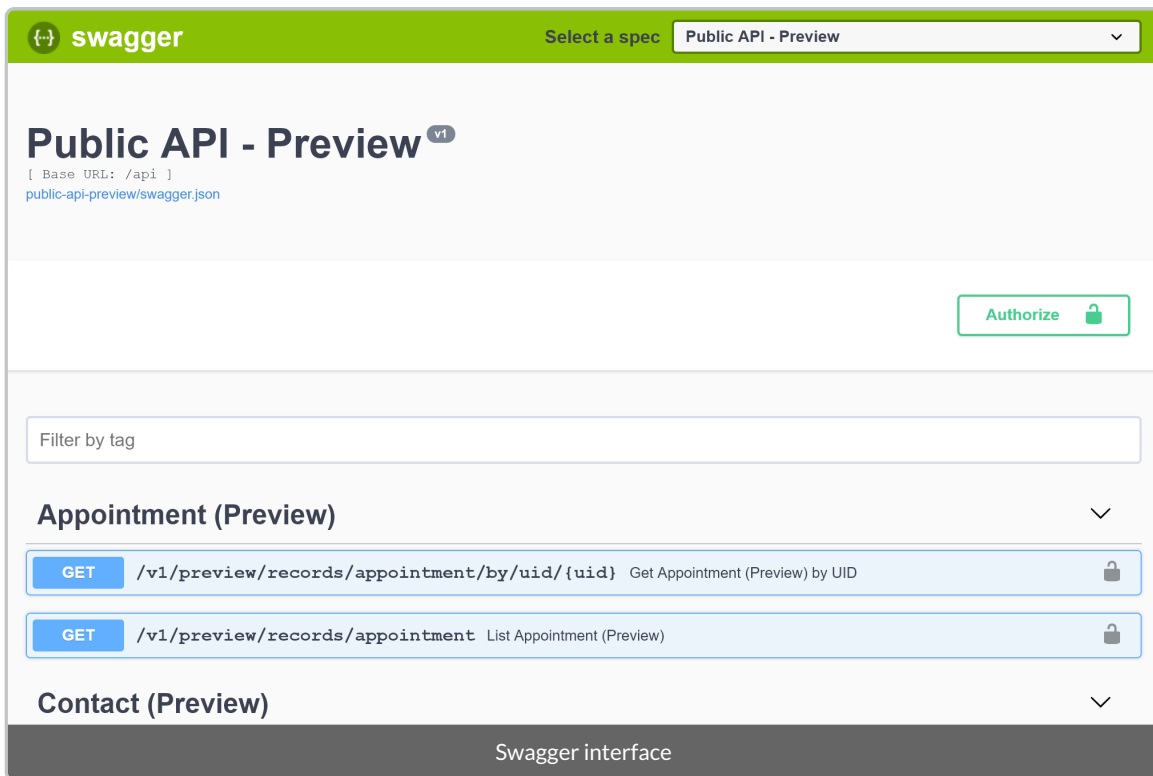 swagger
Select a spec Public API - Preview
Public API - Preview v1
[ Base URL: /api ]
public-api-preview/swagger.json
Authorize
Filter by tag
Appointment (Preview)
GET /v1/preview/records/appointment/by/uid/{uid} Get Appointment (Preview) by UID
GET /v1/preview/records/appointment List Appointment (Preview)
Contact (Preview)
Swagger interface